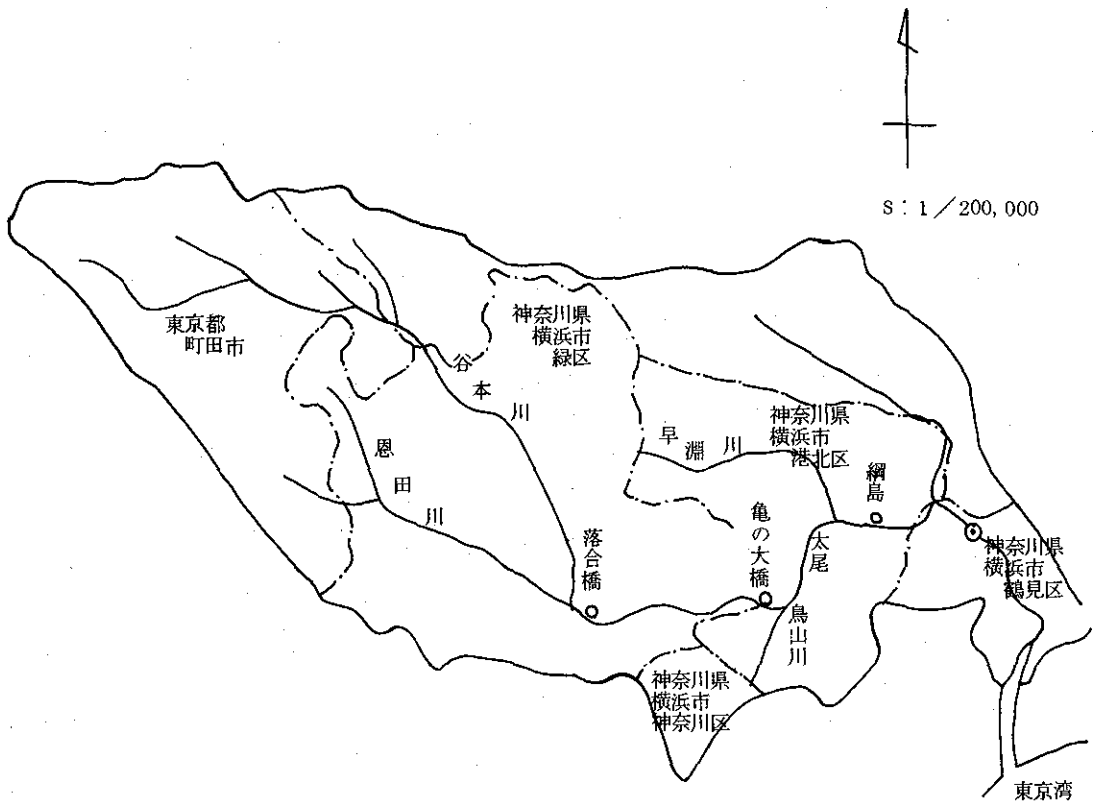 S：1／200,000
東京都
町田市
神奈川県
横浜市
緑区
谷本川
恩田川
早淵川
神奈川県
横浜市
港北区
綱島
落合橋
亀の大橋
太尾
鳥山川
神奈川県
横浜市
鶴見区
神奈川県
横浜市
神奈川区
東京湾